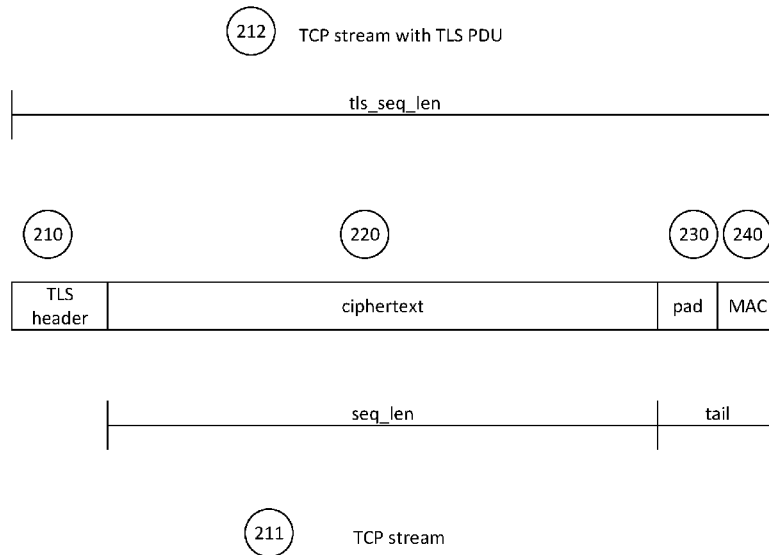 212 TCP stream with TLS PDU
tls_seq_len
210 220 230 240
TLS header ciphertext pad MAC
seq_len tail
211 TCP stream